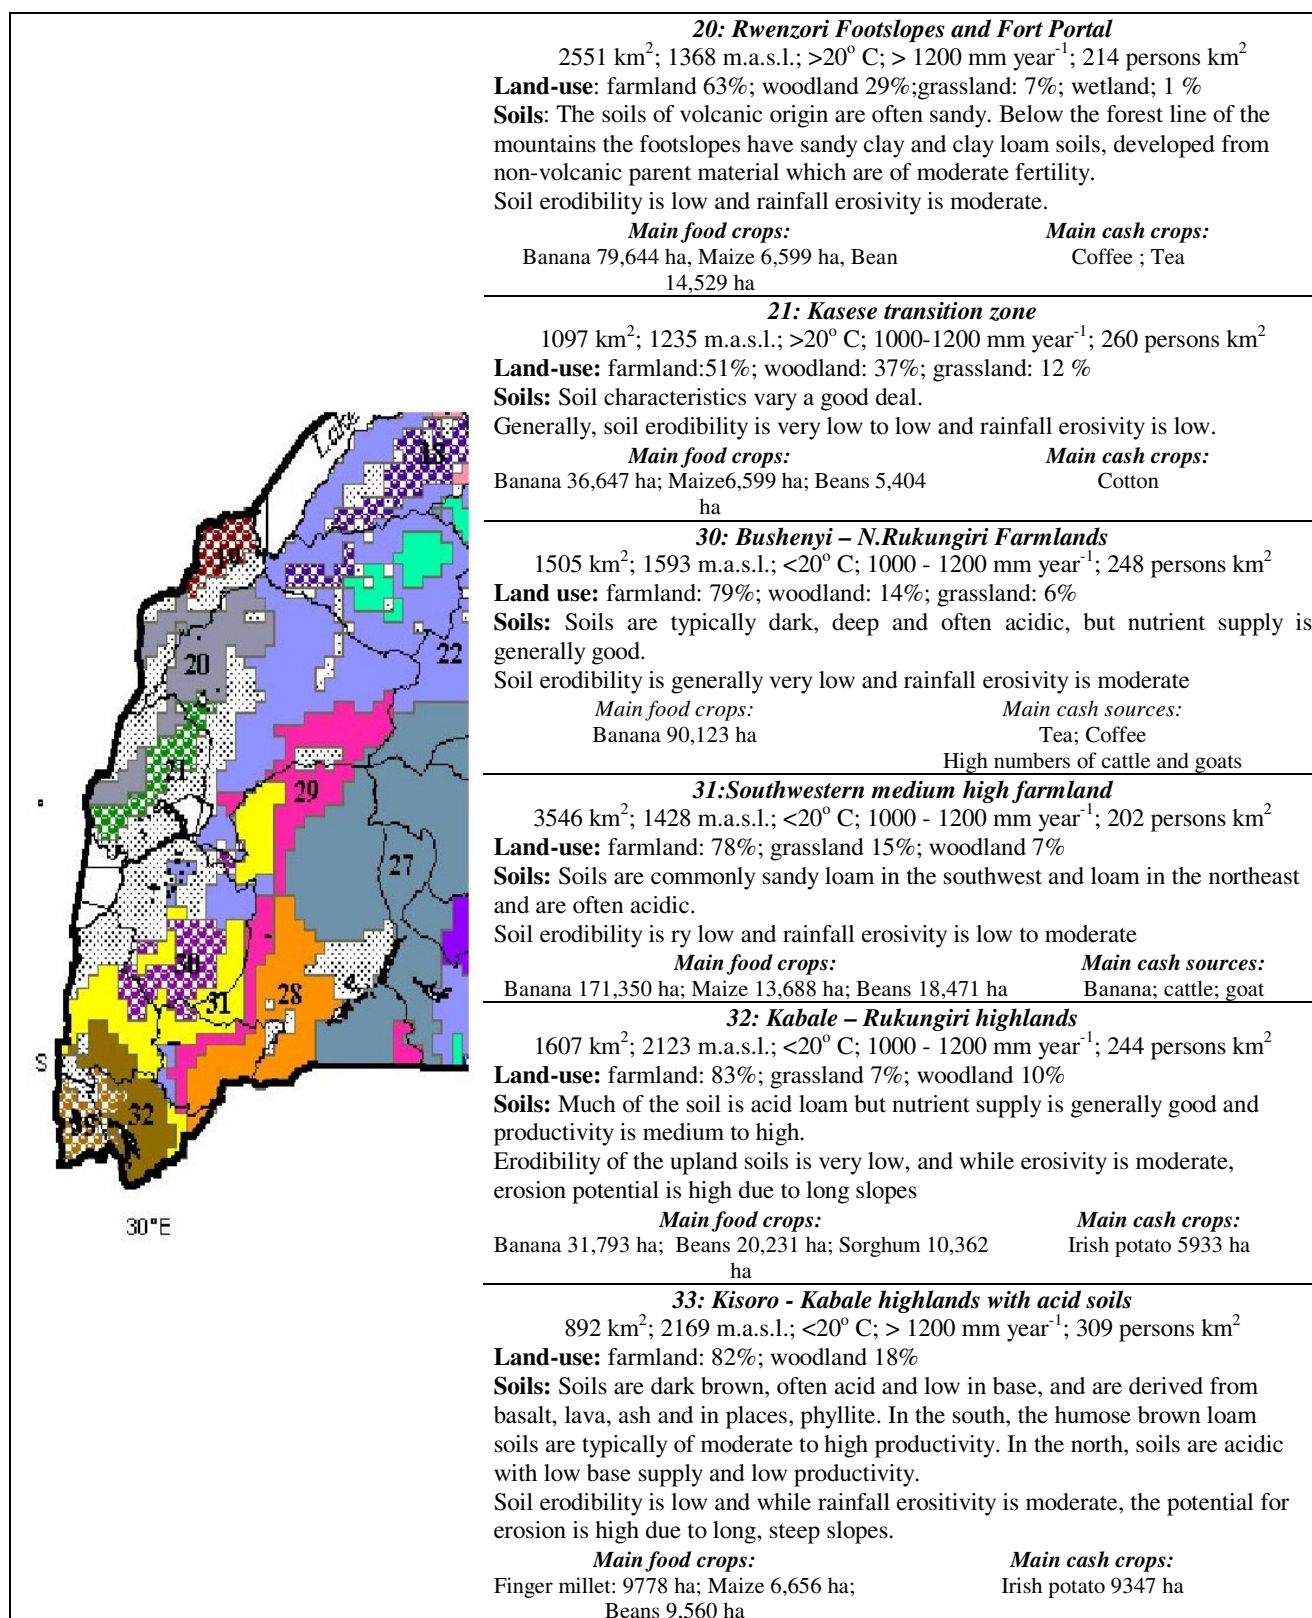 20: Rwenzori Footslopes and Fort Portal
2551 km²; 1368 m.a.s.l.; >20° C; > 1200 mm year⁻¹; 214 persons km²
Land-use: farmland 63%; woodland 29%;grassland: 7%; wetland; 1 %
Soils: The soils of volcanic origin are often sandy. Below the forest line of the
mountains the footslopes have sandy clay and clay loam soils, developed from
non-volcanic parent material which are of moderate fertility.
Soil erodibility is low and rainfall erosivity is moderate.
Main food crops: Main cash crops:
Banana 79,644 ha, Maize 6,599 ha, Bean Coffee ; Tea
14,529 ha
21: Kasese transition zone
1097 km²; 1235 m.a.s.l.; >20° C; 1000-1200 mm year⁻¹; 260 persons km²
Land-use: farmland:51%; woodland: 37%; grassland: 12 %
Soils: Soil characteristics vary a good deal.
Generally, soil erodibility is very low to low and rainfall erosivity is low.
Main food crops: Main cash crops:
Banana 36,647 ha; Maize6,599 ha; Beans 5,404 Cotton
ha
30: Bushenyi – N.Rukungiri Farmlands
1505 km²; 1593 m.a.s.l.; <20° C; 1000 - 1200 mm year⁻¹; 248 persons km²
Land use: farmland: 79%; woodland: 14%; grassland: 6%
Soils: Soils are typically dark, deep and often acidic, but nutrient supply is
generally good.
Soil erodibility is generally very low and rainfall erosivity is moderate
Main food crops: Main cash sources:
Banana 90,123 ha Tea; Coffee
High numbers of cattle and goats
31:Southwestern medium high farmland
3546 km²; 1428 m.a.s.l.; <20° C; 1000 - 1200 mm year⁻¹; 202 persons km²
Land-use: farmland: 78%; grassland 15%; woodland 7%
Soils: Soils are commonly sandy loam in the southwest and loam in the northeast
and are often acidic.
Soil erodibility is ry low and rainfall erosivity is low to moderate
Main food crops: Main cash sources:
Banana 171,350 ha; Maize 13,688 ha; Beans 18,471 ha Banana; cattle; goat
32: Kabale – Rukungiri highlands
1607 km²; 2123 m.a.s.l.; <20° C; 1000 - 1200 mm year⁻¹; 244 persons km²
Land-use: farmland: 83%; grassland 7%; woodland 10%
Soils: Much of the soil is acid loam but nutrient supply is generally good and
productivity is medium to high.
Erodibility of the upland soils is very low, and while erosivity is moderate,
erosion potential is high due to long slopes
Main food crops: Main cash crops:
Banana 31,793 ha; Beans 20,231 ha; Sorghum 10,362 Irish potato 5933 ha
ha
33: Kisoro - Kabale highlands with acid soils
892 km²; 2169 m.a.s.l.; <20° C; > 1200 mm year⁻¹; 309 persons km²
Land-use: farmland: 82%; woodland 18%
Soils: Soils are dark brown, often acid and low in base, and are derived from
basalt, lava, ash and in places, phyllite. In the south, the humose brown loam
soils are typically of moderate to high productivity. In the north, soils are acidic
with low base supply and low productivity.
Soil erodibility is low and while rainfall erositivity is moderate, the potential for
erosion is high due to long, steep slopes.
Main food crops: Main cash crops:
Finger millet: 9778 ha; Maize 6,656 ha; Irish potato 9347 ha
Beans 9,560 ha
Lake
18
19
20
22
21
29
27
30
31
28
S
32
30°E